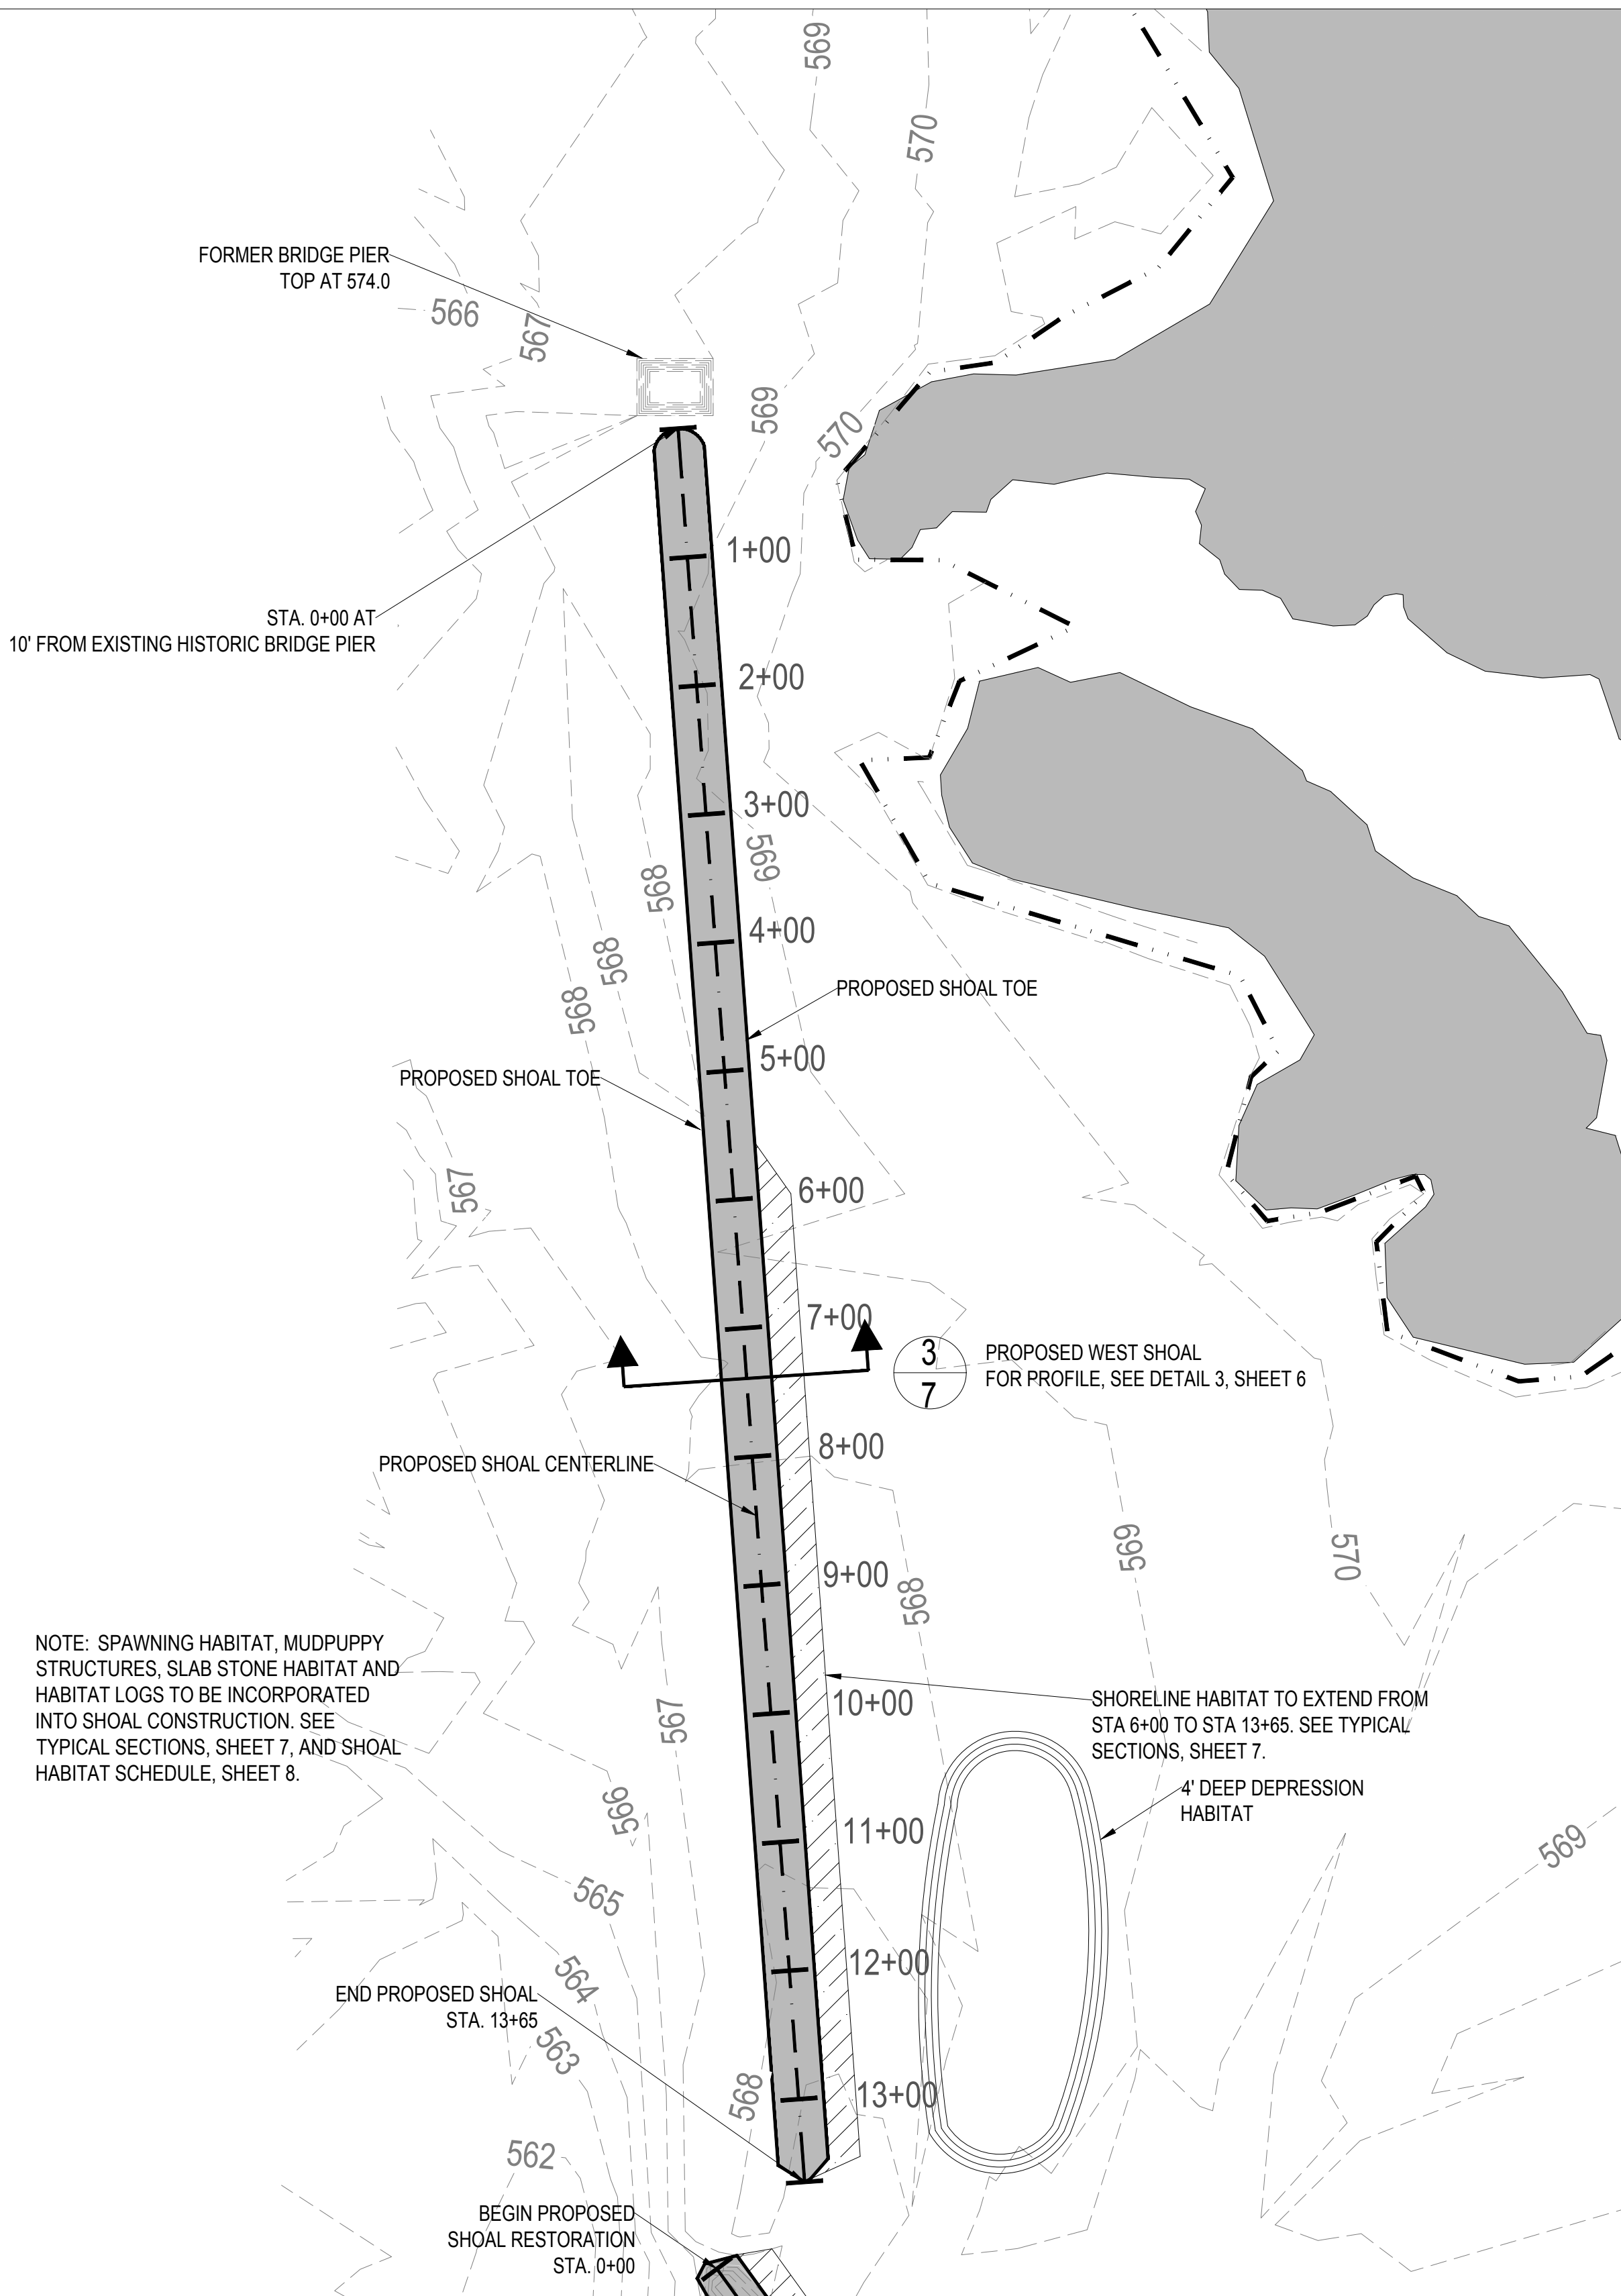 569
570
FORMER BRIDGE PIER
TOP AT 574.0
566
567
569
570
1+00
STA. 0+00 AT
10' FROM EXISTING HISTORIC BRIDGE PIER
2+00
3+00
569
568
4+00
568
568
PROPOSED SHOAL TOE
5+00
PROPOSED SHOAL TOE
567
6+00
7+00
3
7
PROPOSED WEST SHOAL
FOR PROFILE, SEE DETAIL 3, SHEET 6
8+00
PROPOSED SHOAL CENTERLINE
569
570
9+00
568
NOTE: SPAWNING HABITAT, MUDPUPPY
STRUCTURES, SLAB STONE HABITAT AND
HABITAT LOGS TO BE INCORPORATED
INTO SHOAL CONSTRUCTION. SEE
TYPICAL SECTIONS, SHEET 7, AND SHOAL
HABITAT SCHEDULE, SHEET 8.
567
10+00
SHORELINE HABITAT TO EXTEND FROM
STA 6+00 TO STA 13+65. SEE TYPICAL
SECTIONS, SHEET 7.
4' DEEP DEPRESSION
HABITAT
566
11+00
569
565
12+00
564
END PROPOSED SHOAL
STA. 13+65
563
568
13+00
562
BEGIN PROPOSED
SHOAL RESTORATION
STA. 0+00